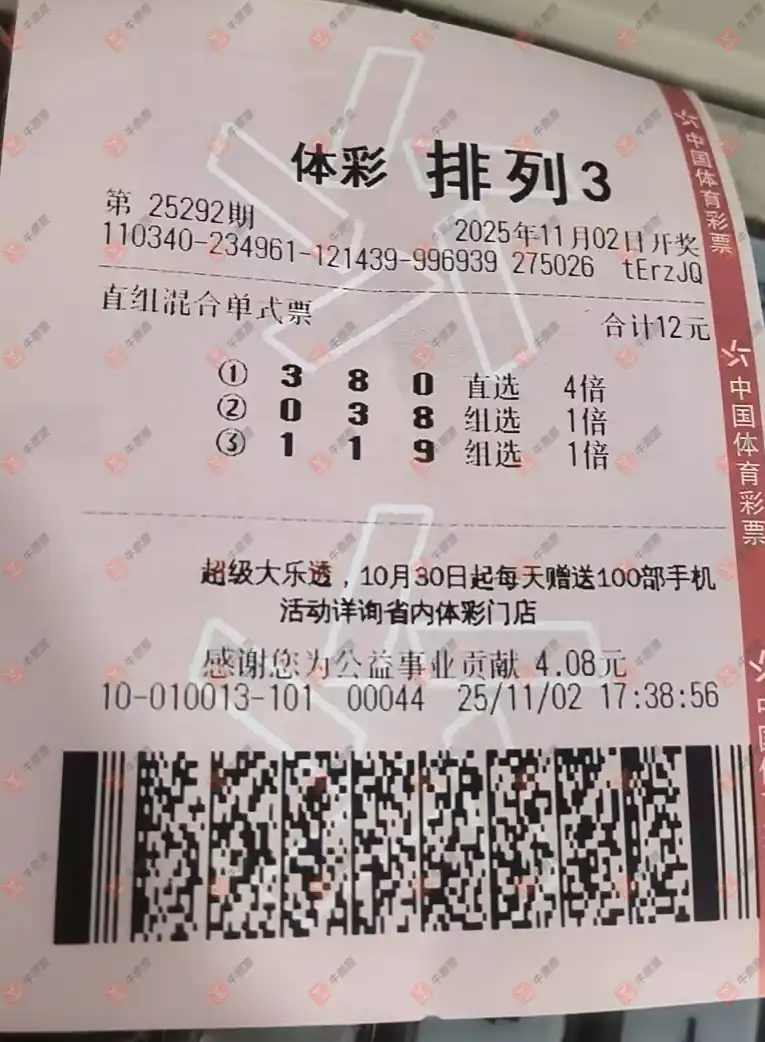 体彩 排列3
第 25292期
2025年11月02日开奖
110340-234961-121439-996939 275026 tErzJQ
直组混合单式票
合计12元
① 3 8 0 直选 4倍
② 0 3 8 组选 1倍
③ 1 1 9 组选 1倍
超级大乐透，10月30日起每天赠送100部手机
活动详询省内体彩门店
感谢您为公益事业贡献 4.08元
10-010013-101 00044 25/11/02 17:38:56
中国体育彩票
中国体育彩票